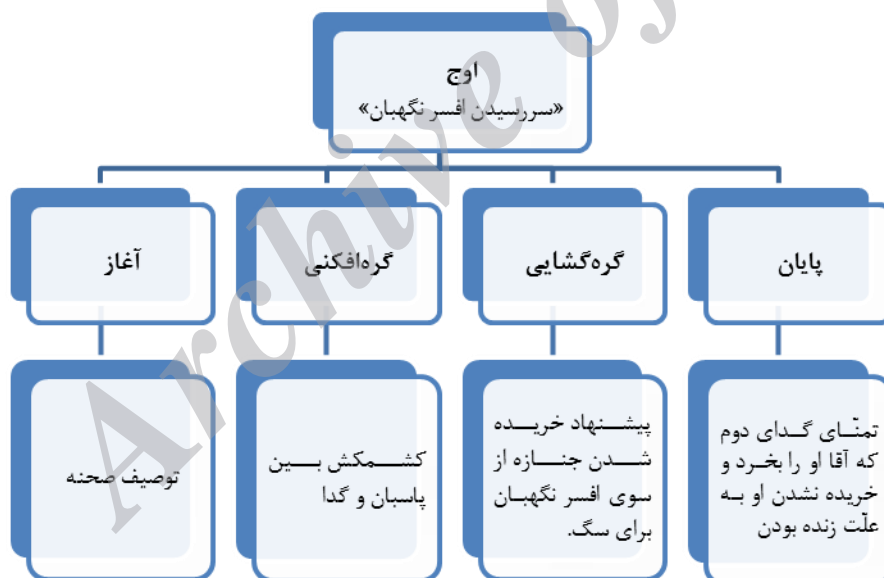 اوج
«سررسیدن افسر نگهبان»
پایان
گره‌گشایی
گره‌افکنی
آغاز
تمنّای گدای دوم
که آقا او را بخرد و
خریده نشدن او به
علّت زنده بودن
پیشنهاد خریده
شدن جنازه از
سوی افسر نگهبان
برای سگ.
کشمکش بین
پاسبان و گدا
توصیف صحنه
Archive of